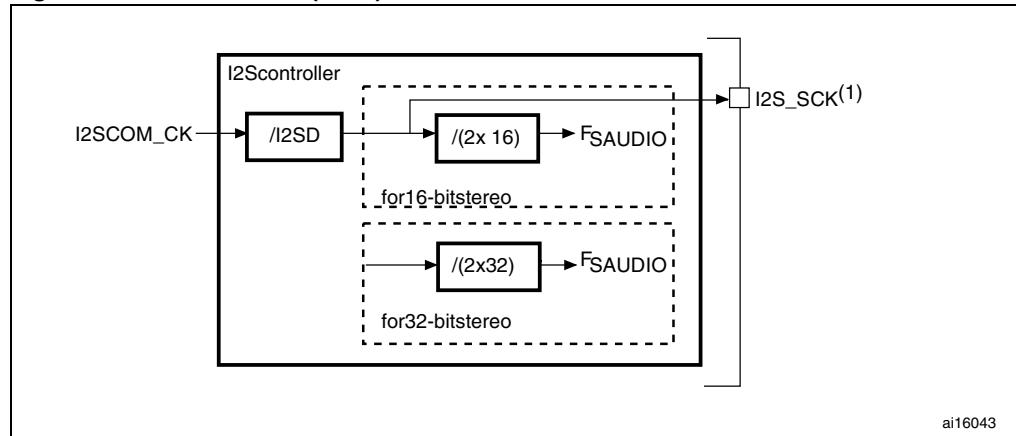 I2Scontroller
I2S_SCK(1)
I2SCOM_CK
/I2SD
/(2x 16)
FSAUDIO
for16-bitstereo
/(2x32)
FSAUDIO
for32-bitstereo
ai16043